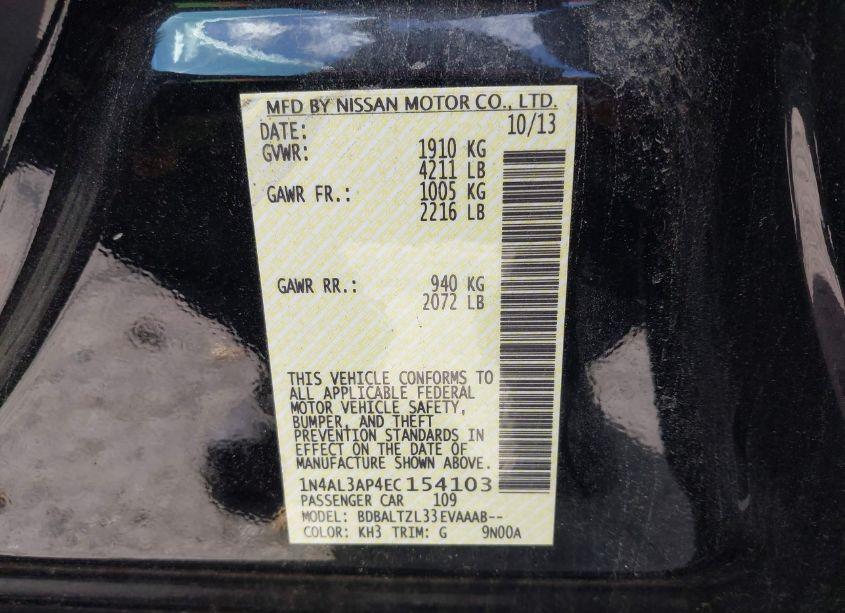 MFD BY NISSAN MOTOR CO., LTD.
DATE: 10/13
GVWR: 1910 KG
4211 LB
GAWR FR.: 1005 KG
2216 LB
GAWR RR.: 940 KG
2072 LB
THIS VEHICLE CONFORMS TO
ALL APPLICABLE FEDERAL
MOTOR VEHICLE SAFETY,
BUMPER, AND THEFT
PREVENTION STANDARDS IN
EFFECT ON THE DATE OF
MANUFACTURE SHOWN ABOVE.
1N4AL3AP4EC154103
PASSENGER CAR 109
MODEL: BDBALTZL33EVAAAB--
COLOR: KH3 TRIM: G 9N00A